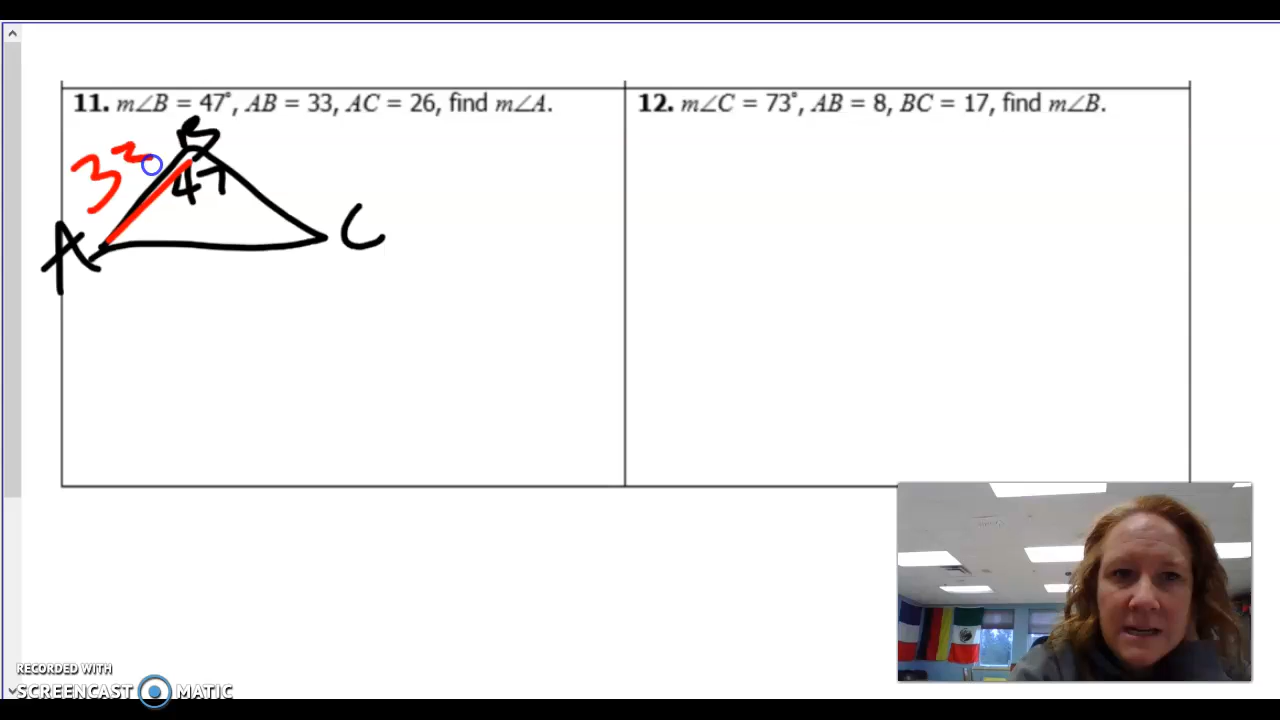 11. m∠B = 47°, AB = 33, AC = 26, find m∠A.
12. m∠C = 73°, AB = 8, BC = 17, find m∠B.
B
33
47
A
C
RECORDED WITH
SCREENCAST MATIC